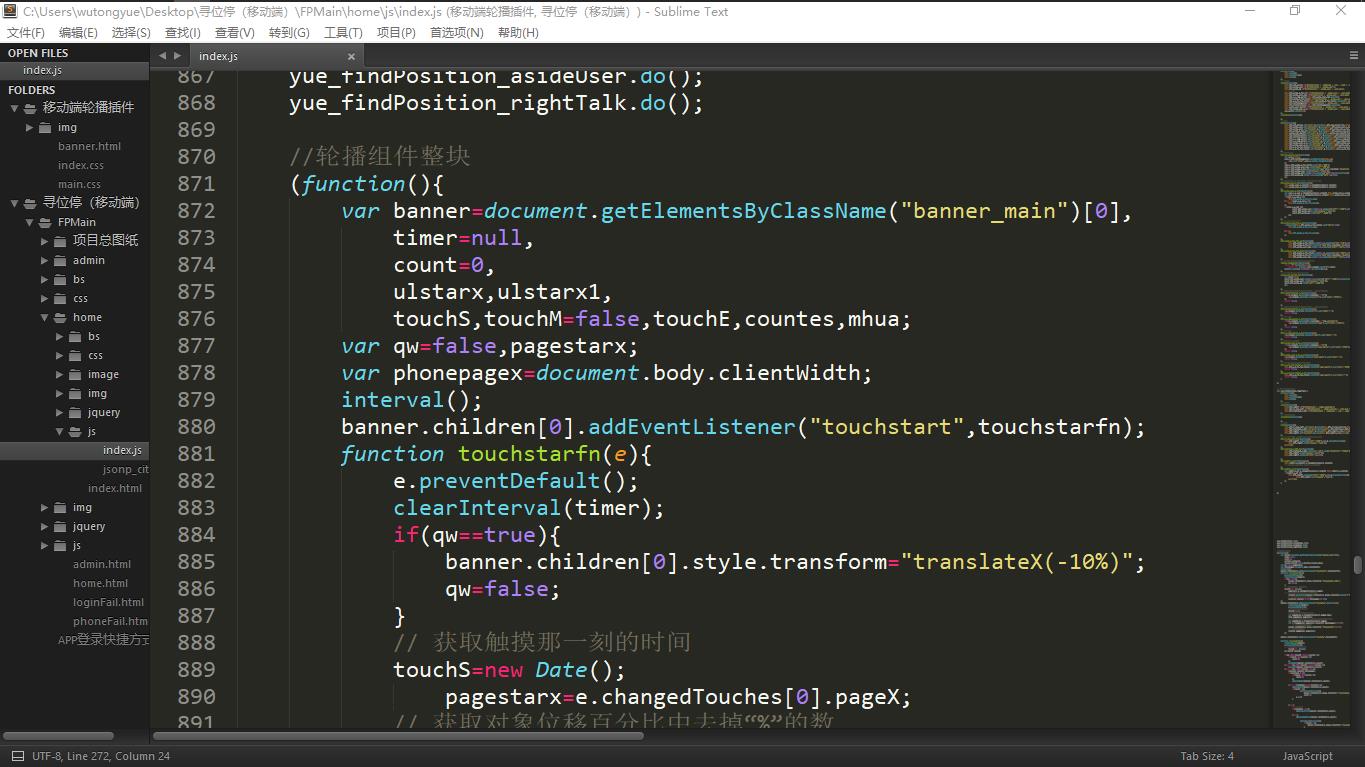 C:\Users\wutongyue\Desktop\寻位停（移动端）\FPMain\home\js\index.js (移动端轮播插件, 寻位停（移动端）) - Sublime Text
文件(F) 编辑(E) 选择(S) 查找(I) 查看(V) 转到(G) 工具(T) 项目(P) 首选项(N) 帮助(H)
OPEN FILES
index.js
FOLDERS
移动端轮播插件
img
banner.html
index.css
main.css
寻位停（移动端）
FPMain
项目总图纸
admin
bs
css
home
bs
css
image
img
jquery
js
index.js
jsonp_cit
index.html
img
jquery
js
admin.html
home.html
loginFail.html
phoneFail.htm
APP登录快捷方式
index.js
867 yue_findPosition_asideUser.do();
868 yue_findPosition_rightTalk.do();
869
870 //轮播组件整块
871 (function(){
872 var banner=document.getElementsByClassName("banner_main")[0],
873 timer=null,
874 count=0,
875 ulstarx,ulstarx1,
876 touchS,touchM=false,touchE,countes,mhua;
877 var qw=false,pagestarx;
878 var phonepagex=document.body.clientWidth;
879 interval();
880 banner.children[0].addEventListener("touchstart",touchstarfn);
881 function touchstarfn(e){
882 e.preventDefault();
883 clearInterval(timer);
884 if(qw==true){
885 banner.children[0].style.transform="translateX(-10%)";
886 qw=false;
887 }
888 // 获取触摸那一刻的时间
889 touchS=new Date();
890 pagestarx=e.changedTouches[0].pageX;
891 // 获取对象位移百分比中去掉“%”的数
UTF-8, Line 272, Column 24
Tab Size: 4
JavaScript